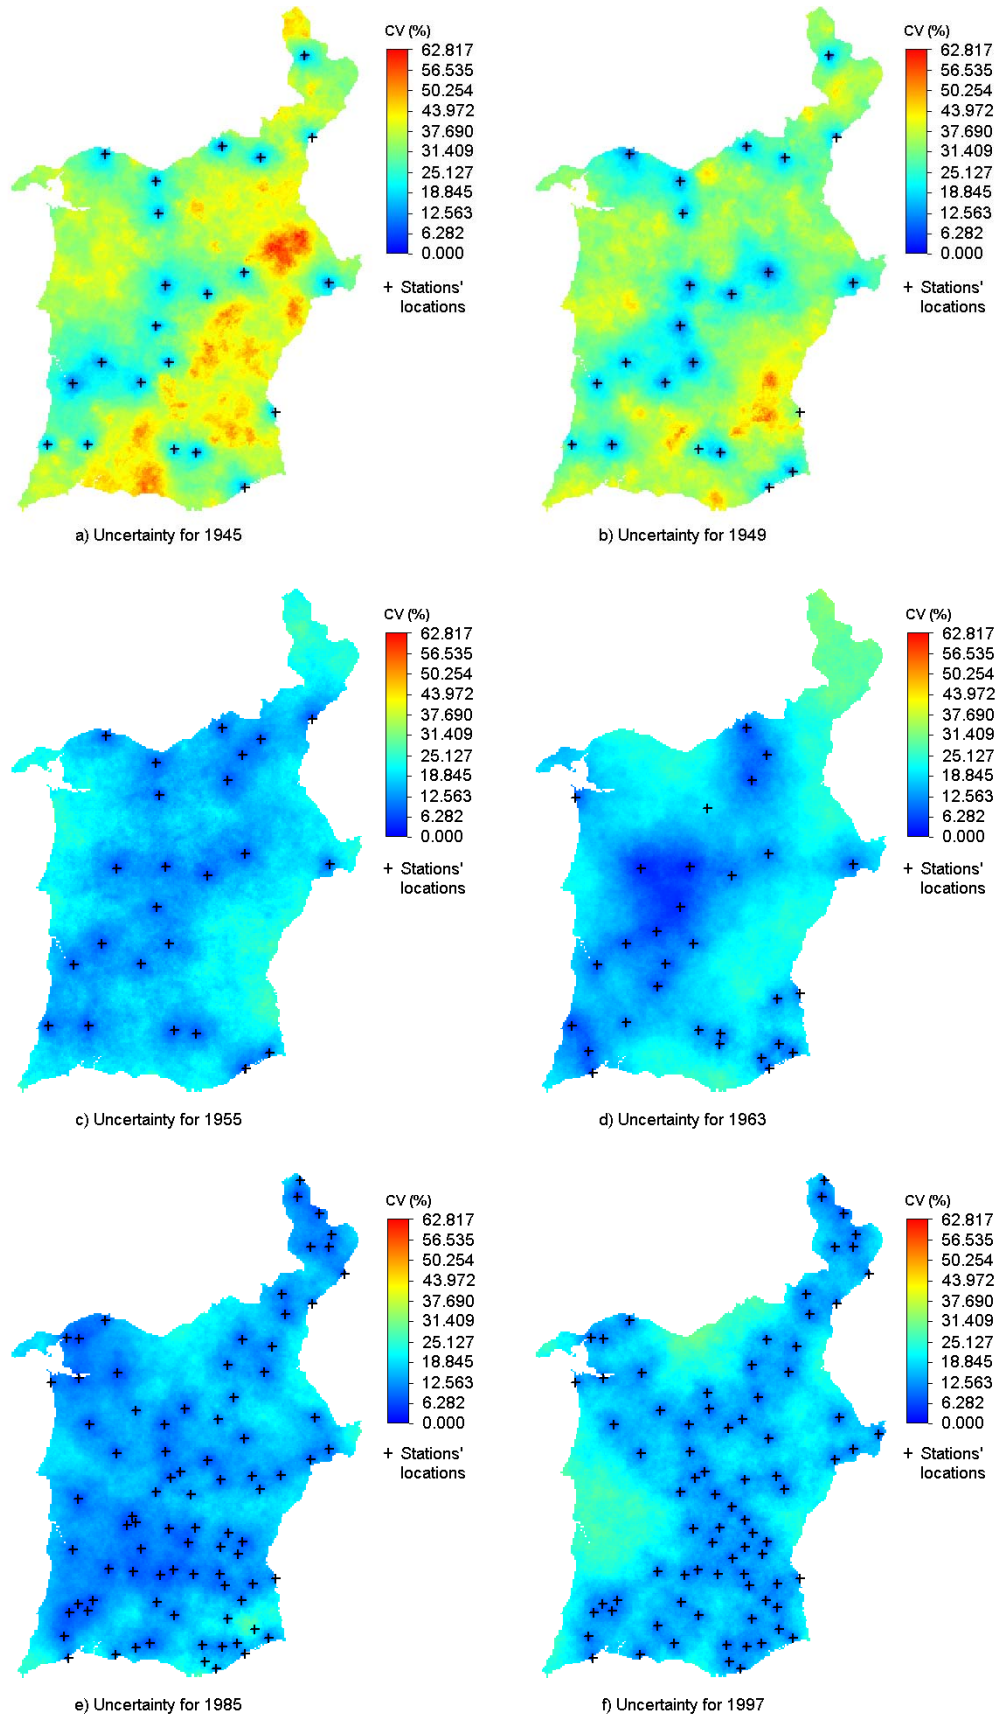 CV (%)
62.817
56.535
50.254
43.972
37.690
31.409
25.127
18.845
12.563
6.282
0.000
+ Stations'
locations
a) Uncertainty for 1945
CV (%)
62.817
56.535
50.254
43.972
37.690
31.409
25.127
18.845
12.563
6.282
0.000
+ Stations'
locations
b) Uncertainty for 1949
CV (%)
62.817
56.535
50.254
43.972
37.690
31.409
25.127
18.845
12.563
6.282
0.000
+ Stations'
locations
c) Uncertainty for 1955
CV (%)
62.817
56.535
50.254
43.972
37.690
31.409
25.127
18.845
12.563
6.282
0.000
+ Stations'
locations
d) Uncertainty for 1963
CV (%)
62.817
56.535
50.254
43.972
37.690
31.409
25.127
18.845
12.563
6.282
0.000
+ Stations'
locations
e) Uncertainty for 1985
CV (%)
62.817
56.535
50.254
43.972
37.690
31.409
25.127
18.845
12.563
6.282
0.000
+ Stations'
locations
f) Uncertainty for 1997